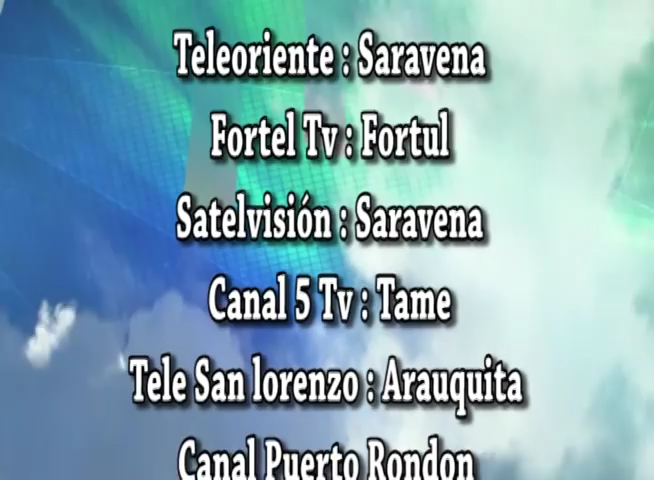 Teleoriente : Saravena
Fortel Tv : Fortul
Satelvisión : Saravena
Canal 5 Tv : Tame
Tele San lorenzo : Arauquita
Canal Puerto Rondon